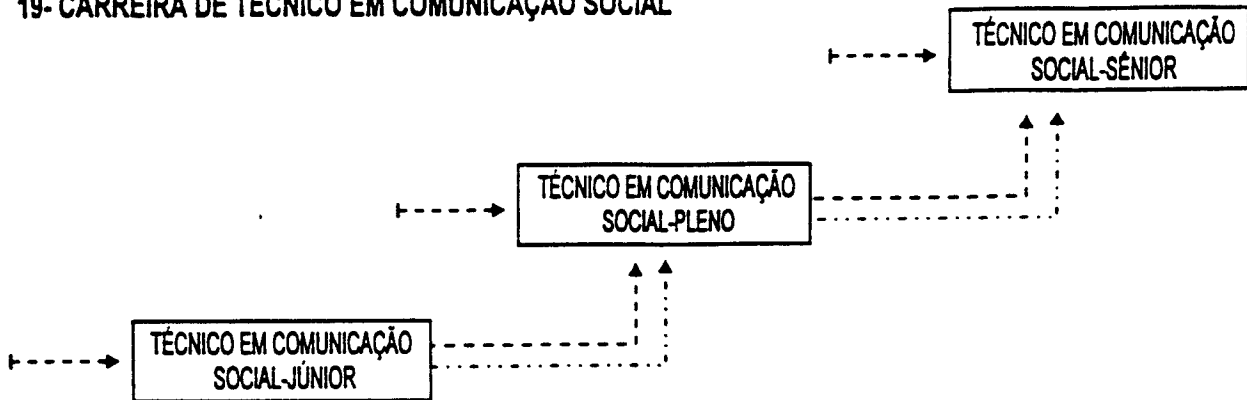 19- CARREIRA DE TÉCNICO EM COMUNICAÇÃO SOCIAL
TÉCNICO EM COMUNICAÇÃO
SOCIAL-SÊNIOR
TÉCNICO EM COMUNICAÇÃO
SOCIAL-PLENO
TÉCNICO EM COMUNICAÇÃO
SOCIAL-JÚNIOR